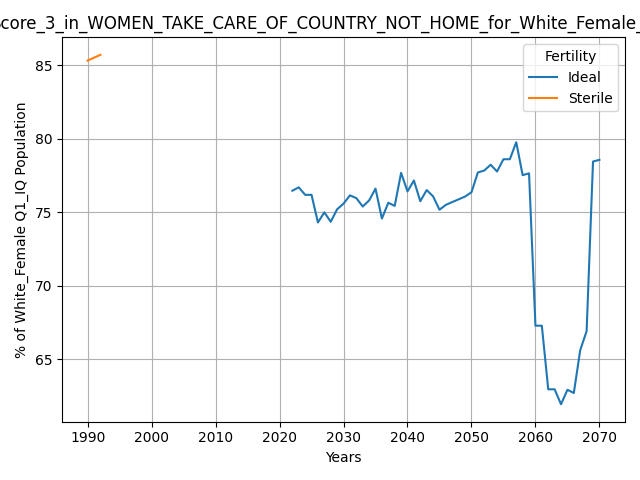 core_3_in_WOMEN_TAKE_CARE_OF_COUNTRY_NOT_HOME_for_White_Female_
Fertility
Ideal
Sterile
% of White_Female Q1_IQ Population
85
80
75
70
65
1990 2000 2010 2020 2030 2040 2050 2060 2070
Years